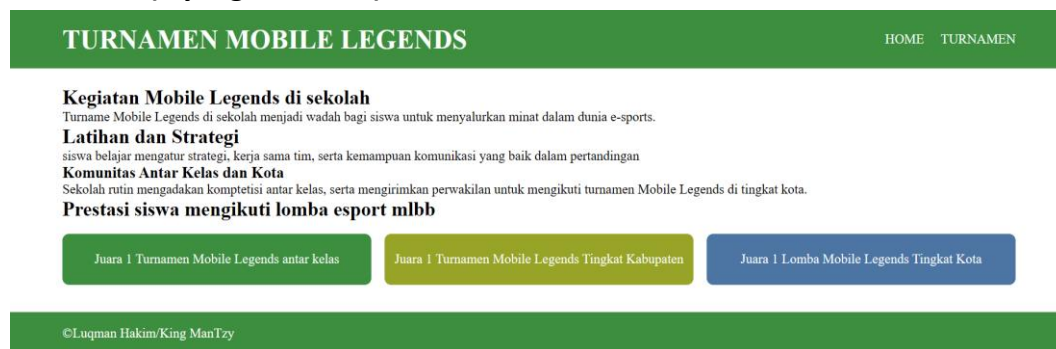 TURNAMEN MOBILE LEGENDS
HOME TURNAMEN
Kegiatan Mobile Legends di sekolah
Turname Mobile Legends di sekolah menjadi wadah bagi siswa untuk menyalurkan minat dalam dunia e-sports.
Latihan dan Strategi
siswa belajar mengatur strategi, kerja sama tim, serta kemampuan komunikasi yang baik dalam pertandingan
Komunitas Antar Kelas dan Kota
Sekolah rutin mengadakan komptetisi antar kelas, serta mengirimkan perwakilan untuk mengikuti turnamen Mobile Legends di tingkat kota.
Prestasi siswa mengikuti lomba esport mlbb
Juara 1 Turnamen Mobile Legends antar kelas
Juara 1 Turnamen Mobile Legends Tingkat Kabupaten
Juara 1 Lomba Mobile Legends Tingkat Kota
©Luqman Hakim/King ManTzy